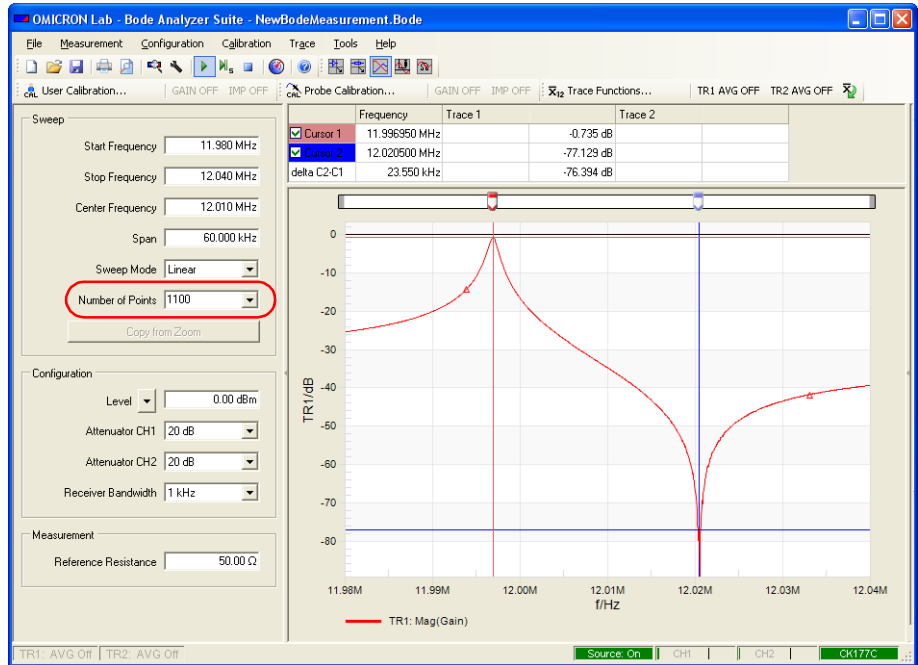 OMICRON Lab - Bode Analyzer Suite - NewBodeMeasurement.Bode
File Measurement Configuration Calibration Trace Tools Help
CAL User Calibration... GAIN OFF IMP OFF CAL Probe Calibration... GAIN OFF IMP OFF X12 Trace Functions... TR1 AVG OFF TR2 AVG OFF
Sweep
Start Frequency 11.980 MHz
Stop Frequency 12.040 MHz
Center Frequency 12.010 MHz
Span 60.000 kHz
Sweep Mode Linear
Number of Points 1100
Copy from Zoom
Configuration
Level 0.00 dBm
Attenuator CH1 20 dB
Attenuator CH2 20 dB
Receiver Bandwidth 1 kHz
Measurement
Reference Resistance 50.00 Ω
Frequency Trace 1 Trace 2
Cursor 1 11.996950 MHz -0.735 dB
Cursor 2 12.020500 MHz -77.129 dB
delta C2-C1 23.550 kHz -76.394 dB
0
-10
-20
-30
-40
-50
-60
-70
-80
TR1/dB
11.98M 11.99M 12.00M 12.01M 12.02M 12.03M 12.04M
f/Hz
TR1: Mag(Gain)
TR1: AVG Off TR2: AVG Off Source: On CH1 CH2 CK177C